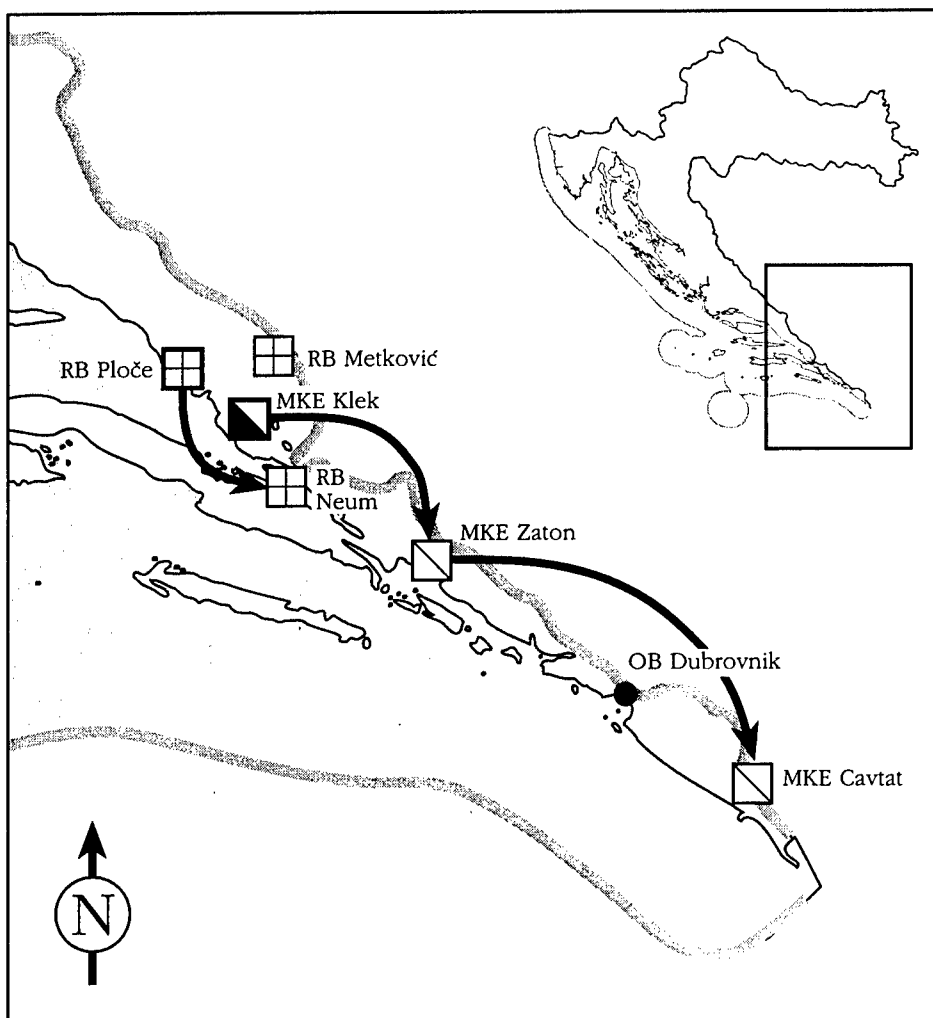 RB Metković
RB Ploče
MKE Klek
RB
Neum
MKE Zaton
OB Dubrovnik
MKE Cavtat
N